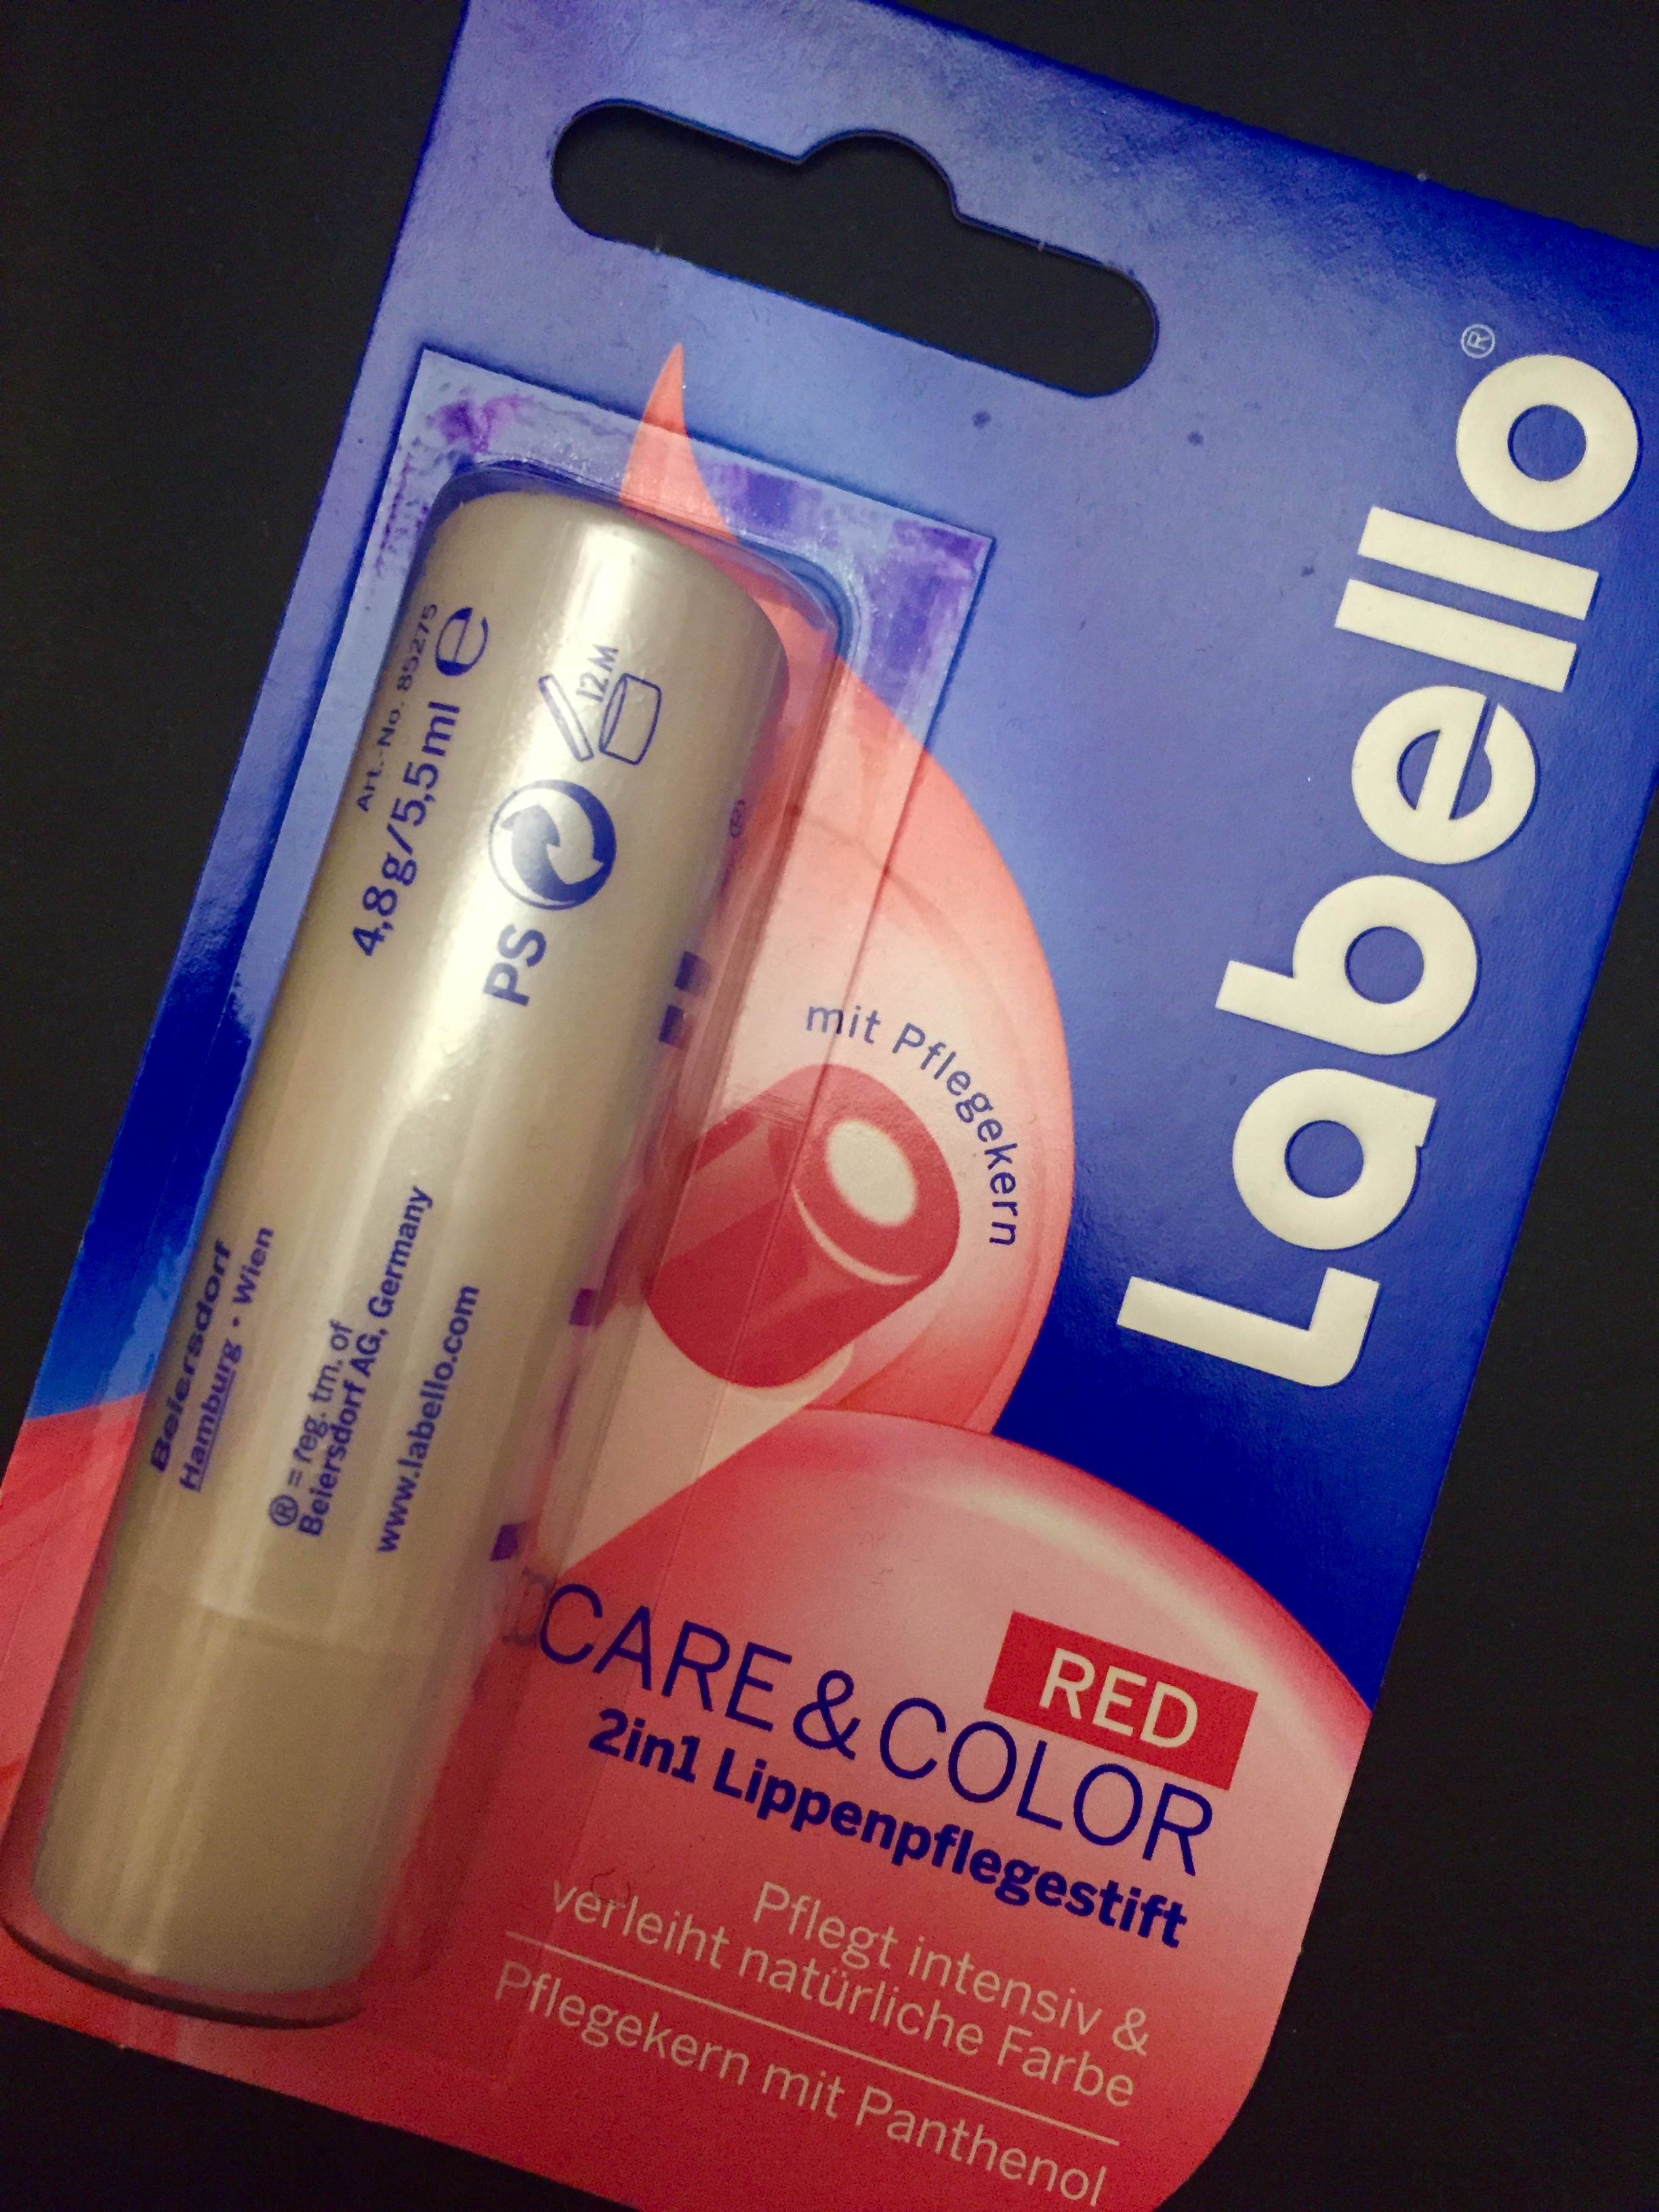 Labello®
mit Pflegekern
RED
CARE & COLOR
2in1 Lippenpflegestift
Pflegt intensiv &
verleiht natürliche Farbe
Pflegekern mit Panthenol
Art.-No. 85275
4,8g/5,5ml e
PS
12M
Beiersdorf
Hamburg • Wien
® = reg. tm. of
Beiersdorf AG, Germany
www.labello.com
®